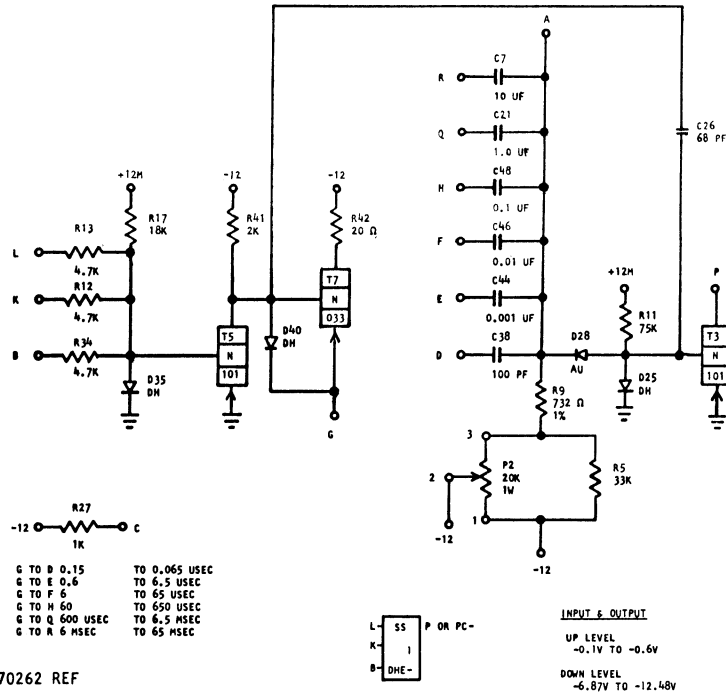 A
C7
R
10 UF
C21
Q
1.0 UF
C26
68 PF
C48
H
0.1 UF
+12M
-12
-12
R17
18K
R41
2K
R42
20 Ω
R13
L
4.7K
C46
F
0.01 UF
R12
K
4.7K
T7
N
033
C44
E
0.001 UF
+12M
P
R11
75K
R34
B
4.7K
T5
N
101
D40
DH
C38
D
100 PF
D28
AU
T3
N
101
D35
DH
D25
DH
R9
732 Ω
1%
G
3
P2
20K
1W
R5
33K
2
1
-12
-12
R27
-12
C
1K
G TO D 0.15 TO 0.065 USEC
G TO E 0.6 TO 6.5 USEC
G TO F 6 TO 65 USEC
G TO H 60 TO 650 USEC
G TO Q 600 USEC TO 6.5 MSEC
G TO R 6 MSEC TO 65 MSEC
L
SS
P OR PC-
K
1
B
DHE-
INPUT & OUTPUT
UP LEVEL
-0.1V TO -0.6V
DOWN LEVEL
-6.87V TO -12.48V
70262 REF